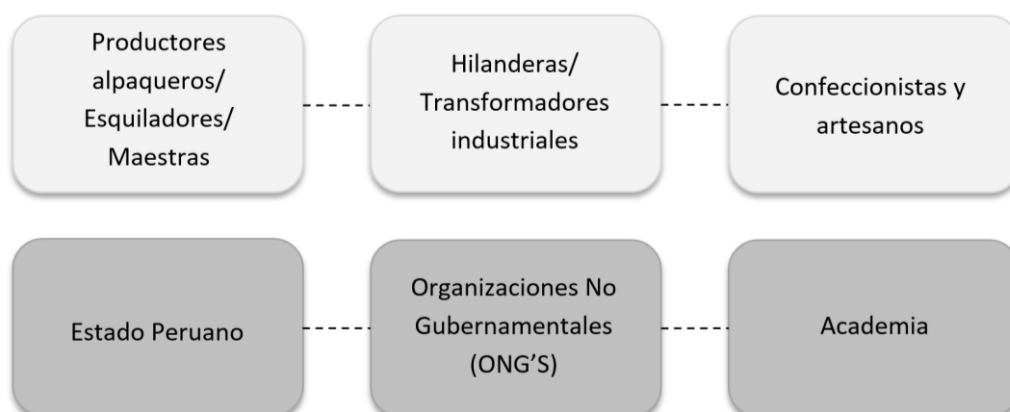 Productores
alpaqueros/
Esquiladores/
Maestras
Hilanderas/
Transformadores
industriales
Confeccionistas y
artesanos
Estado Peruano
Organizaciones No
Gubernamentales
(ONG’S)
Academia